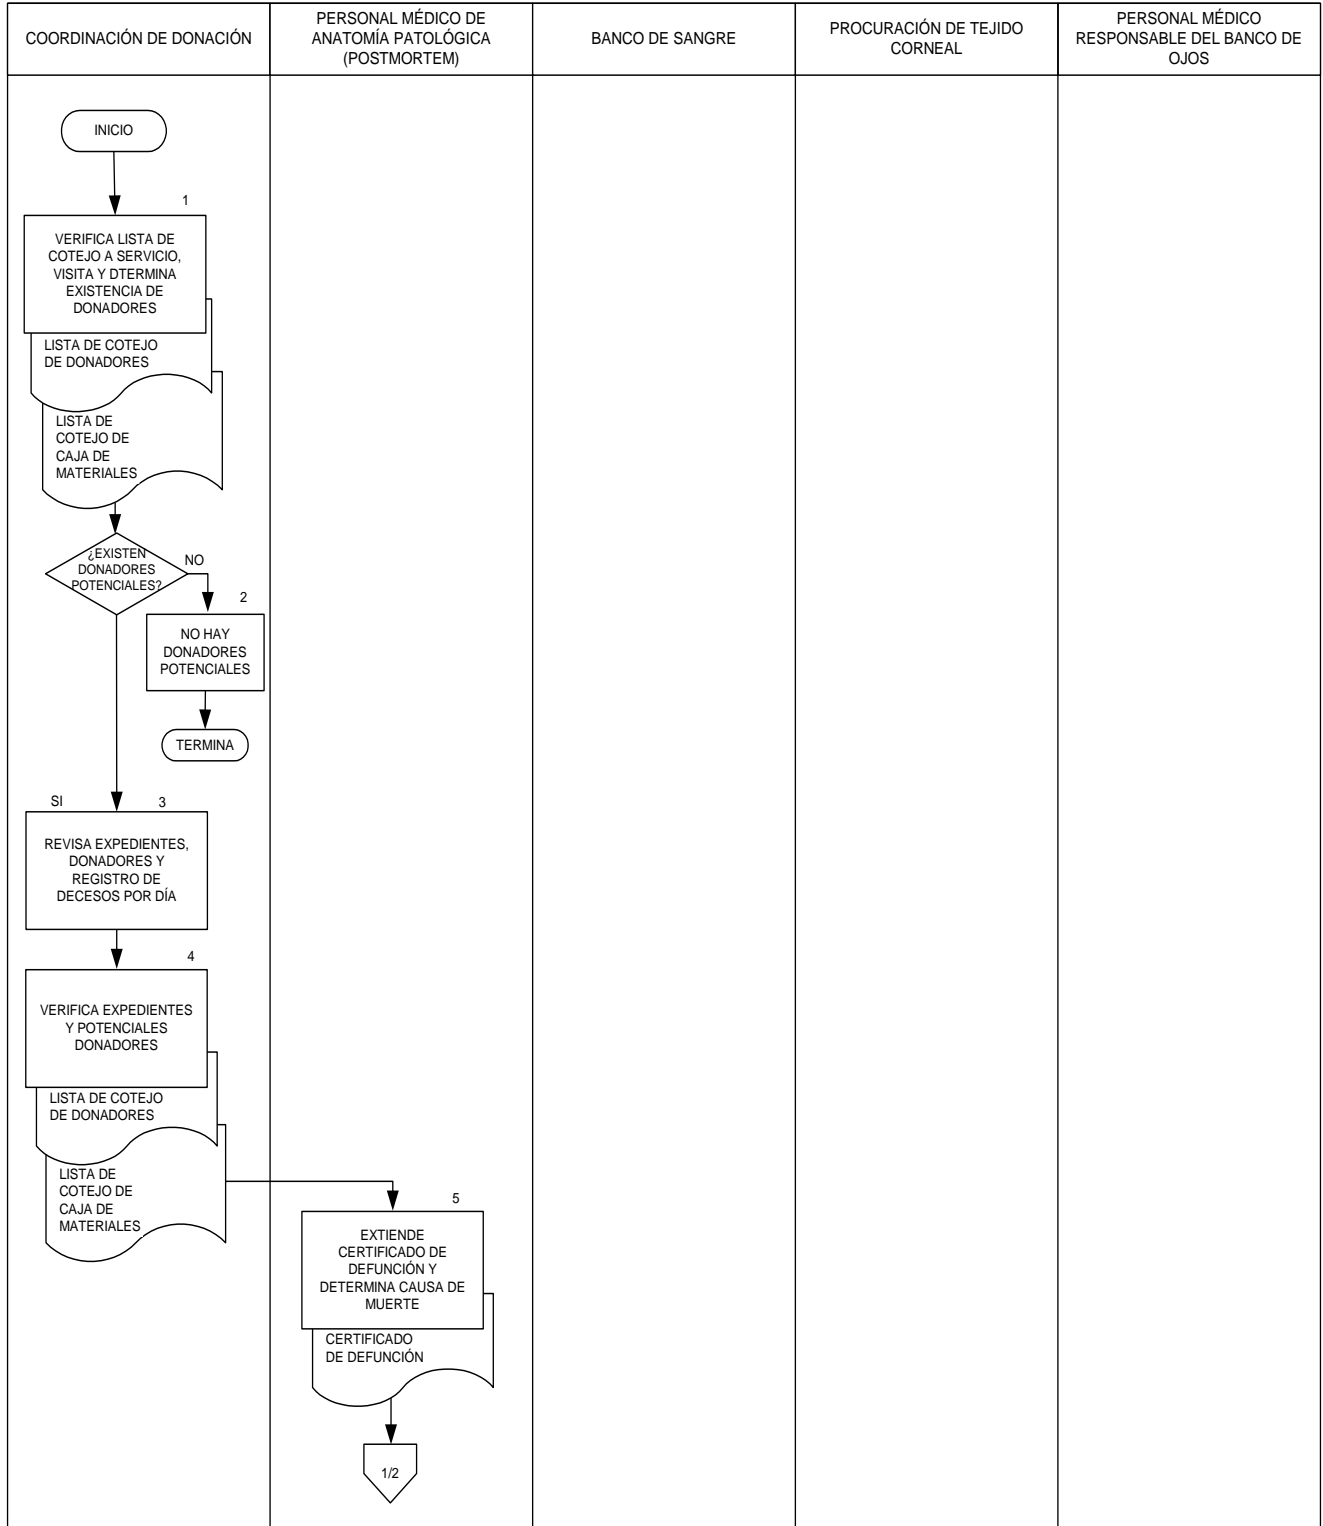 COORDINACIÓN DE DONACIÓN
PERSONAL MÉDICO DE
ANATOMÍA PATOLÓGICA
(POSTMORTEM)
BANCO DE SANGRE
PROCURACIÓN DE TEJIDO
CORNEAL
PERSONAL MÉDICO
RESPONSABLE DEL BANCO DE
OJOS
INICIO
1
VERIFICA LISTA DE
COTEJO A SERVICIO,
VISITA Y DTERMINA
EXISTENCIA DE
DONADORES
LISTA DE COTEJO
DE DONADORES
LISTA DE
COTEJO DE
CAJA DE
MATERIALES
¿EXISTEN
DONADORES
POTENCIALES?
NO
2
NO HAY
DONADORES
POTENCIALES
TERMINA
SI
3
REVISA EXPEDIENTES,
DONADORES Y
REGISTRO DE
DECESOS POR DÍA
4
VERIFICA EXPEDIENTES
Y POTENCIALES
DONADORES
LISTA DE COTEJO
DE DONADORES
LISTA DE
COTEJO DE
CAJA DE
MATERIALES
5
EXTIENDE
CERTIFICADO DE
DEFUNCIÓN Y
DETERMINA CAUSA DE
MUERTE
CERTIFICADO
DE DEFUNCIÓN
1/2